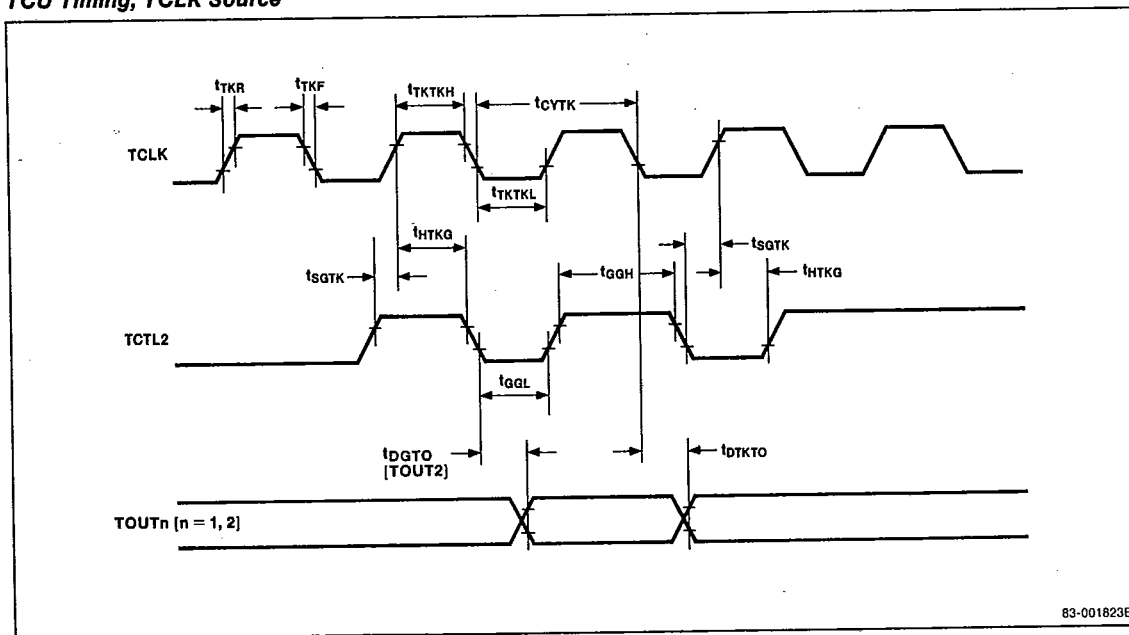 TCU Timing, TCLK Source
tTKR
tTKF
tTKTKH
tCYTK
TCLK
tTKTKL
tHTKG
tSGTK
tSGTK
tGGH
tHTKG
TCTL2
tGGL
tDGTO
[TOUT2]
tDTKTO
TOUTn [n = 1, 2]
83-001823B